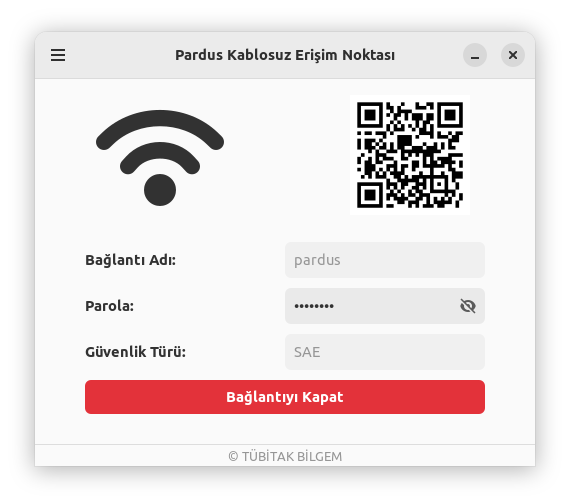 Pardus Kablosuz Erişim Noktası
Bağlantı Adı:
pardus
Parola:
••••••••
Güvenlik Türü:
SAE
Bağlantıyı Kapat
© TÜBİTAK BİLGEM